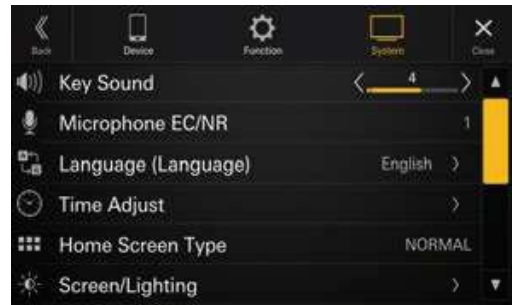 Back
Device
Function
System
Close
Key Sound 4
Microphone EC/NR 1
Language (Language) English
Time Adjust
Home Screen Type NORMAL
Screen/Lighting